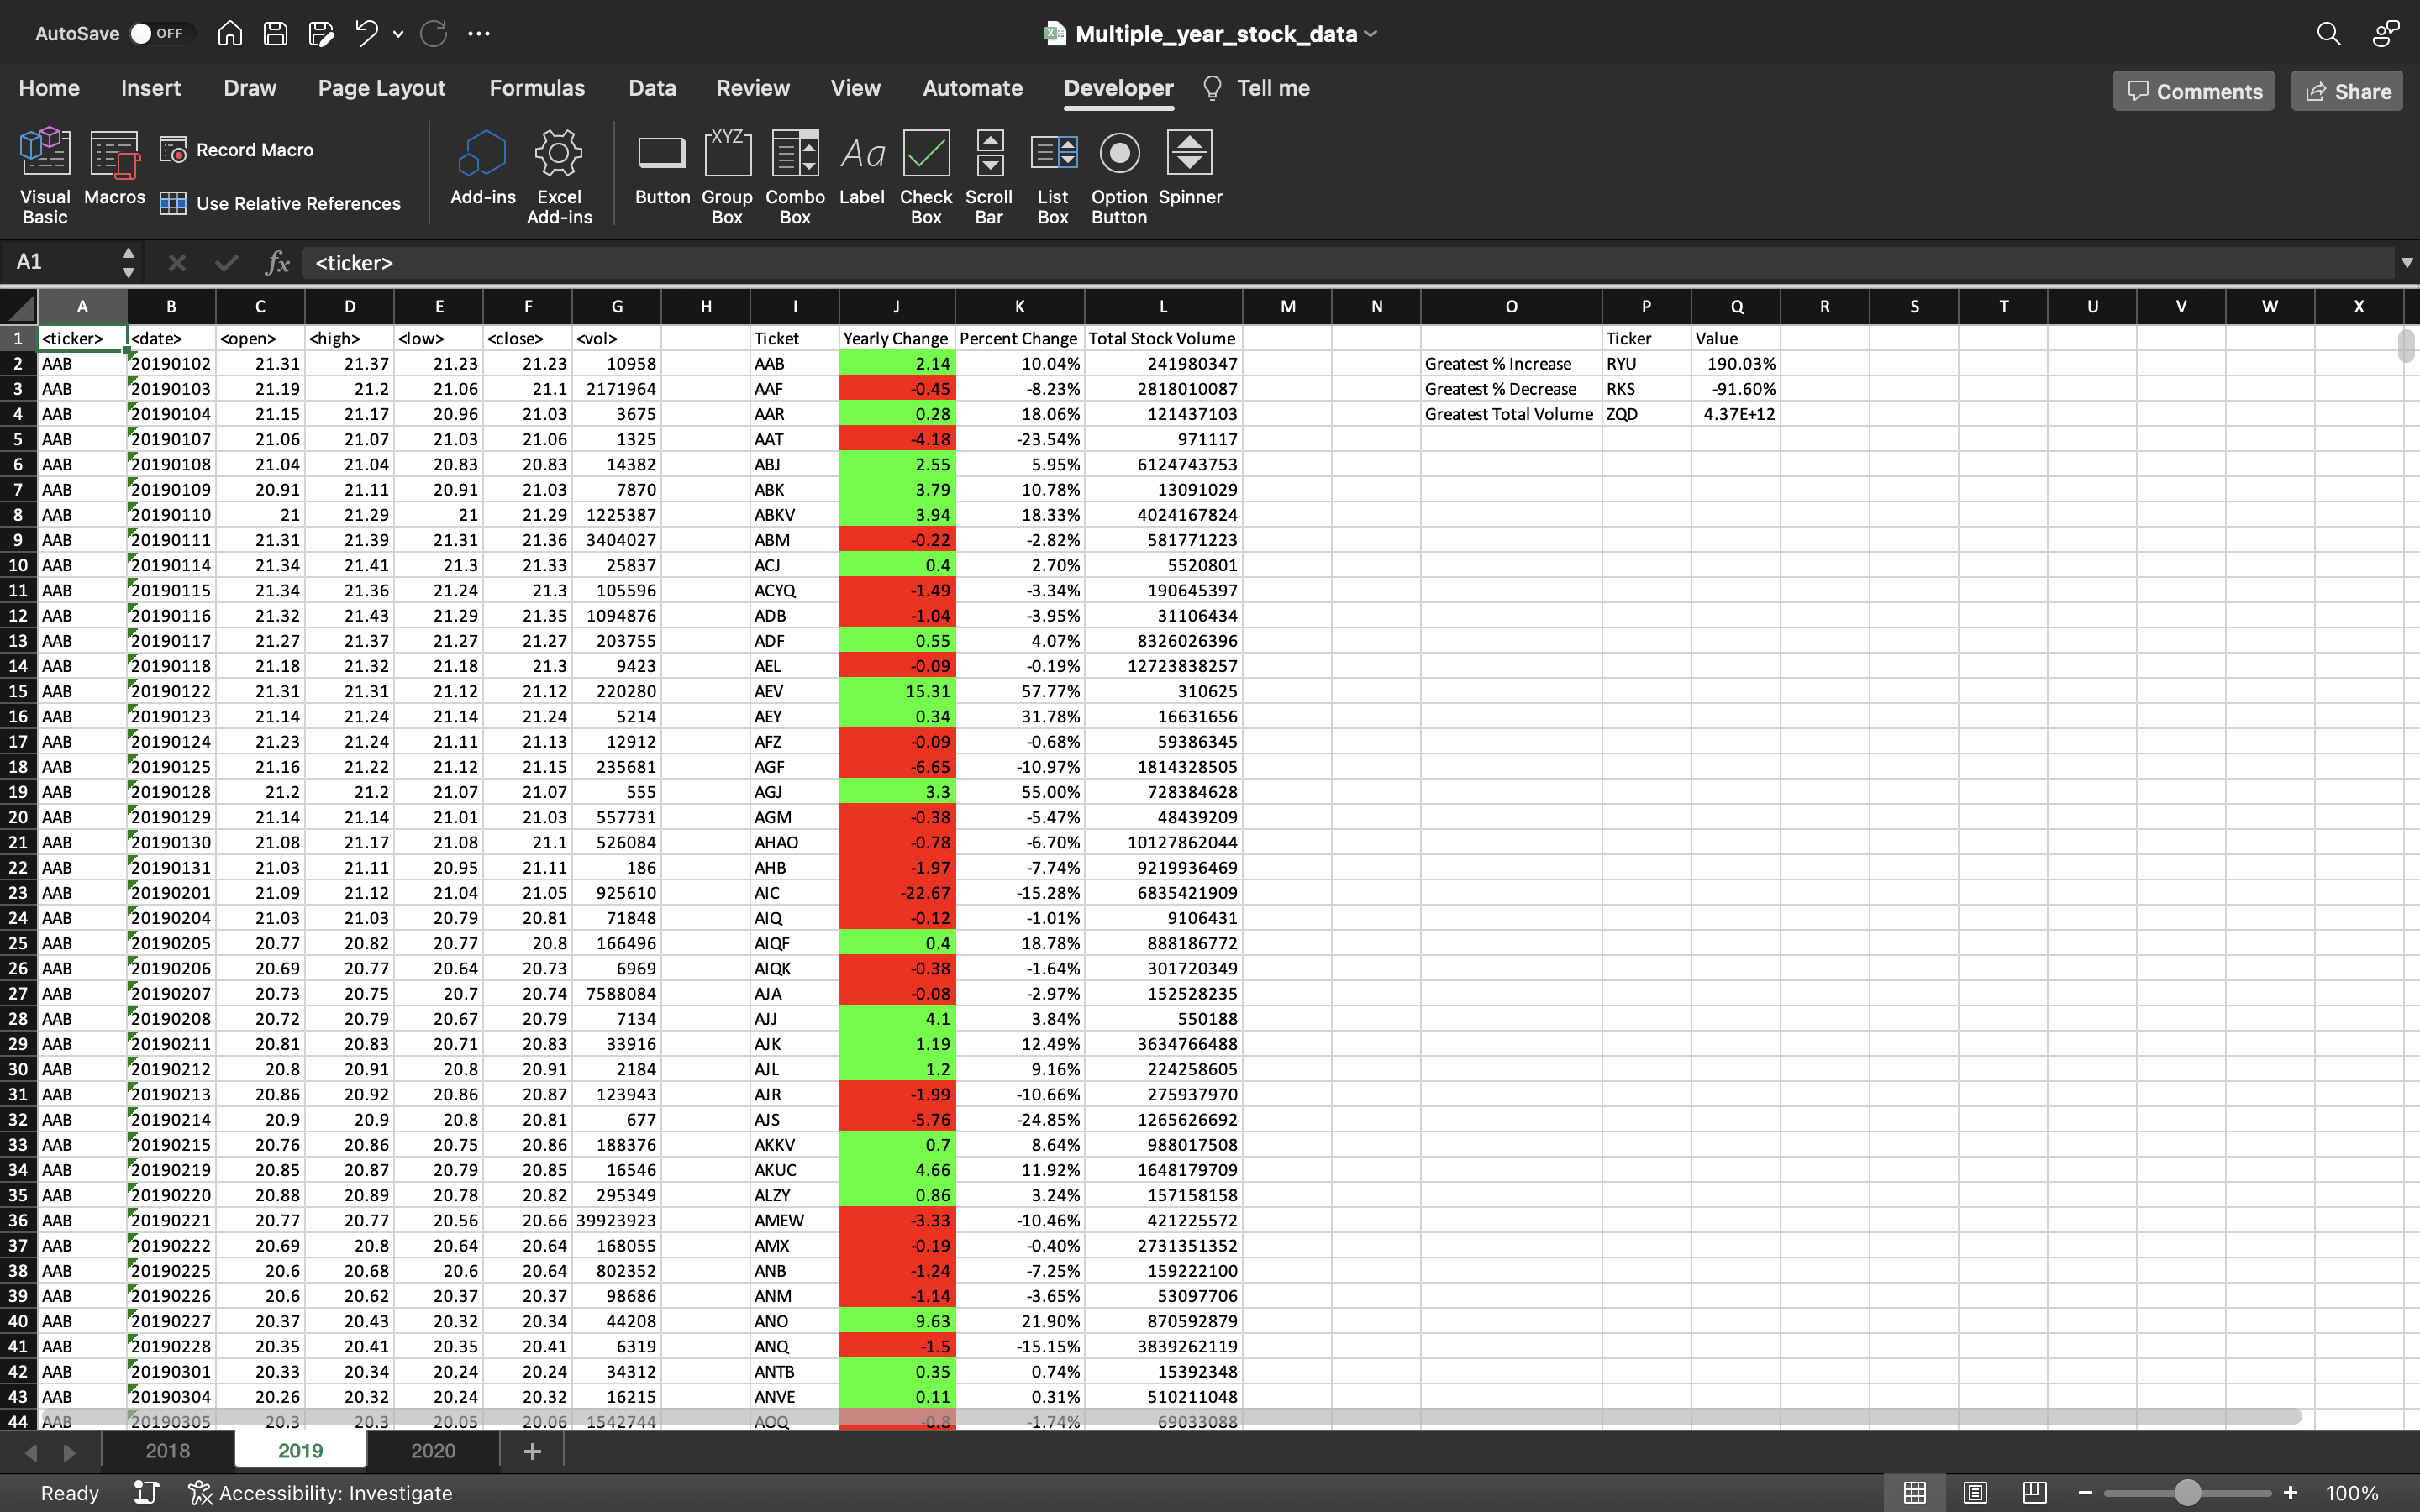 AutoSave OFF Multiple_year_stock_data
Home Insert Draw Page Layout Formulas Data Review View Automate Developer Tell me Comments Share
Visual Basic Macros Record Macro Use Relative References Add-ins Excel Add-ins Button XYZ Group Box Combo Box Aa Label Check Box Scroll Bar List Box Option Button Spinner
A1 fx <ticker>
A B C D E F G H I J K L M N O P Q R S T U V W X
1 <ticker> <date> <open> <high> <low> <close> <vol> Ticket Yearly Change Percent Change Total Stock Volume Ticker Value
2 AAB 20190102 21.31 21.37 21.23 21.23 10958 AAB 2.14 10.04% 241980347 Greatest % Increase RYU 190.03%
3 AAB 20190103 21.19 21.2 21.06 21.1 2171964 AAF -0.45 -8.23% 2818010087 Greatest % Decrease RKS -91.60%
4 AAB 20190104 21.15 21.17 20.96 21.03 3675 AAR 0.28 18.06% 121437103 Greatest Total Volume ZQD 4.37E+12
5 AAB 20190107 21.06 21.07 21.03 21.06 1325 AAT -4.18 -23.54% 971117
6 AAB 20190108 21.04 21.04 20.83 20.83 14382 ABJ 2.55 5.95% 6124743753
7 AAB 20190109 20.91 21.11 20.91 21.03 7870 ABK 3.79 10.78% 13091029
8 AAB 20190110 21 21.29 21 21.29 1225387 ABKV 3.94 18.33% 4024167824
9 AAB 20190111 21.31 21.39 21.31 21.36 3404027 ABM -0.22 -2.82% 581771223
10 AAB 20190114 21.34 21.41 21.3 21.33 25837 ACJ 0.4 2.70% 5520801
11 AAB 20190115 21.34 21.36 21.24 21.3 105596 ACYQ -1.49 -3.34% 190645397
12 AAB 20190116 21.32 21.43 21.29 21.35 1094876 ADB -1.04 -3.95% 31106434
13 AAB 20190117 21.27 21.37 21.27 21.27 203755 ADF 0.55 4.07% 8326026396
14 AAB 20190118 21.18 21.32 21.18 21.3 9423 AEL -0.09 -0.19% 12723838257
15 AAB 20190122 21.31 21.31 21.12 21.12 220280 AEV 15.31 57.77% 310625
16 AAB 20190123 21.14 21.24 21.14 21.24 5214 AEY 0.34 31.78% 16631656
17 AAB 20190124 21.23 21.24 21.11 21.13 12912 AFZ -0.09 -0.68% 59386345
18 AAB 20190125 21.16 21.22 21.12 21.15 235681 AGF -6.65 -10.97% 1814328505
19 AAB 20190128 21.2 21.2 21.07 21.07 555 AGJ 3.3 55.00% 728384628
20 AAB 20190129 21.14 21.14 21.01 21.03 557731 AGM -0.38 -5.47% 48439209
21 AAB 20190130 21.08 21.17 21.08 21.1 526084 AHAO -0.78 -6.70% 10127862044
22 AAB 20190131 21.03 21.11 20.95 21.11 186 AHB -1.97 -7.74% 9219936469
23 AAB 20190201 21.09 21.12 21.04 21.05 925610 AIC -22.67 -15.28% 6835421909
24 AAB 20190204 21.03 21.03 20.79 20.81 71848 AIQ -0.12 -1.01% 9106431
25 AAB 20190205 20.77 20.82 20.77 20.8 166496 AIQF 0.4 18.78% 888186772
26 AAB 20190206 20.69 20.77 20.64 20.73 6969 AIQK -0.38 -1.64% 301720349
27 AAB 20190207 20.73 20.75 20.7 20.74 7588084 AJA -0.08 -2.97% 152528235
28 AAB 20190208 20.72 20.79 20.67 20.79 7134 AJJ 4.1 3.84% 550188
29 AAB 20190211 20.81 20.83 20.71 20.83 33916 AJK 1.19 12.49% 3634766488
30 AAB 20190212 20.8 20.91 20.8 20.91 2184 AJL 1.2 9.16% 224258605
31 AAB 20190213 20.86 20.92 20.86 20.87 123943 AJR -1.99 -10.66% 275937970
32 AAB 20190214 20.9 20.9 20.8 20.81 677 AJS -5.76 -24.85% 1265626692
33 AAB 20190215 20.76 20.86 20.75 20.86 188376 AKKV 0.7 8.64% 988017508
34 AAB 20190219 20.85 20.87 20.79 20.85 16546 AKUC 4.66 11.92% 1648179709
35 AAB 20190220 20.88 20.89 20.78 20.82 295349 ALZY 0.86 3.24% 157158158
36 AAB 20190221 20.77 20.77 20.56 20.66 39923923 AMEW -3.33 -10.46% 421225572
37 AAB 20190222 20.69 20.8 20.64 20.64 168055 AMX -0.19 -0.40% 2731351352
38 AAB 20190225 20.6 20.68 20.6 20.64 802352 ANB -1.24 -7.25% 159222100
39 AAB 20190226 20.6 20.62 20.37 20.37 98686 ANM -1.14 -3.65% 53097706
40 AAB 20190227 20.37 20.43 20.32 20.34 44208 ANO 9.63 21.90% 870592879
41 AAB 20190228 20.35 20.41 20.35 20.41 6319 ANQ -1.5 -15.15% 3839262119
42 AAB 20190301 20.33 20.34 20.24 20.24 34312 ANTB 0.35 0.74% 15392348
43 AAB 20190304 20.26 20.32 20.24 20.32 16215 ANVE 0.11 0.31% 510211048
44 AAB 20190305 20.3 20.3 20.05 20.06 1542744 AOQ -0.8 -1.74% 69033088
2018 2019 2020
Ready Accessibility: Investigate 100%